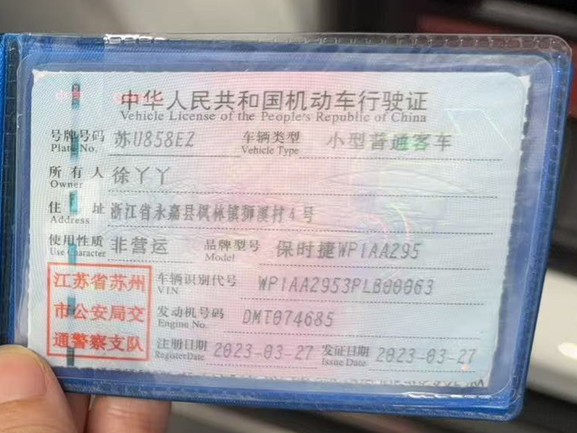 中华人民共和国机动车行驶证
Vehicle License of the People's Republic of China
号牌号码 苏U858EZ 车辆类型 小型普通客车
Plate No. Vehicle Type
所有人 徐丫丫
Owner
住址 浙江省永嘉县枫林镇狮溪村4号
Address
使用性质 非营运 品牌型号 保时捷WP1AA295
Use Character Model
江苏省苏州
市公安局交
通警察支队
车辆识别代号 WP1AA2953PLB00063
VIN
发动机号码 DMT074685
Engine No.
注册日期 2023-03-27 发证日期 2023-03-27
Register Date Issue Date